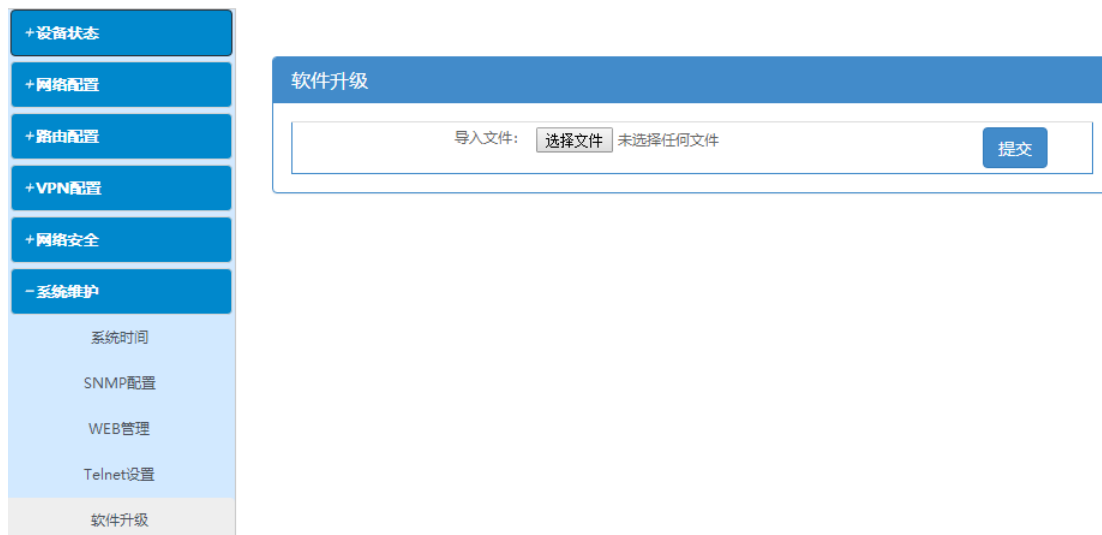 +设备状态
+网络配置
+路由配置
+VPN配置
+网络安全
-系统维护
系统时间
SNMP配置
WEB管理
Telnet设置
软件升级
软件升级
导入文件: 选择文件 未选择任何文件
提交